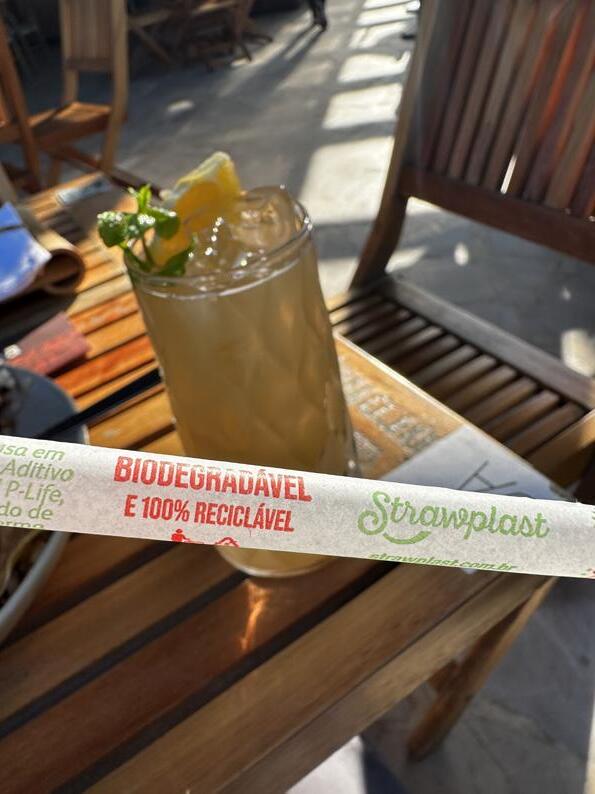 sa em
Aditivo
P-Life,
do de
BIODEGRADÁVEL
E 100% RECICLÁVEL
Strawplast
strawplast.com.br